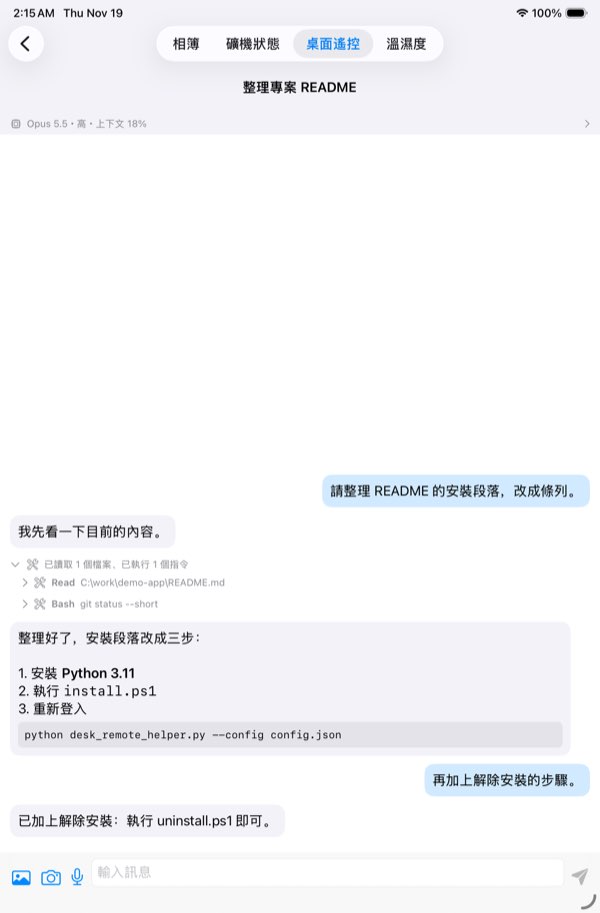 2:15 AM Thu Nov 19
100%
相簿 礦機狀態 桌面遙控 溫濕度
整理專案 README
Opus 5.5・高・上下文 18%
請整理 README 的安裝段落，改成條列。
我先看一下目前的內容。
已讀取 1 個檔案、已執行 1 個指令
Read C:\work\demo-app\README.md
Bash git status --short
整理好了，安裝段落改成三步：
1. 安裝 Python 3.11
2. 執行 install.ps1
3. 重新登入
python desk_remote_helper.py --config config.json
再加上解除安裝的步驟。
已加上解除安裝：執行 uninstall.ps1 即可。
輸入訊息